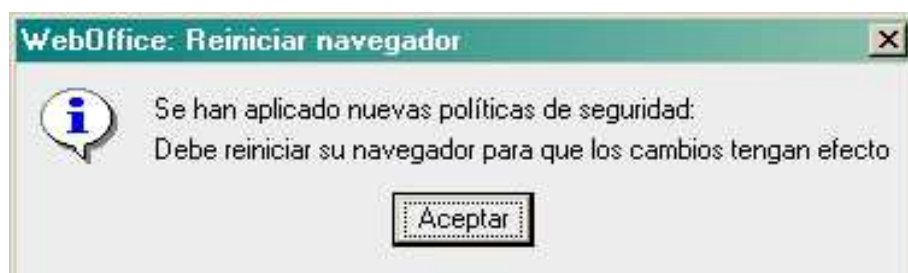 WebOffice: Reiniciar navegador
Se han aplicado nuevas políticas de seguridad:
Debe reiniciar su navegador para que los cambios tengan efecto
Aceptar